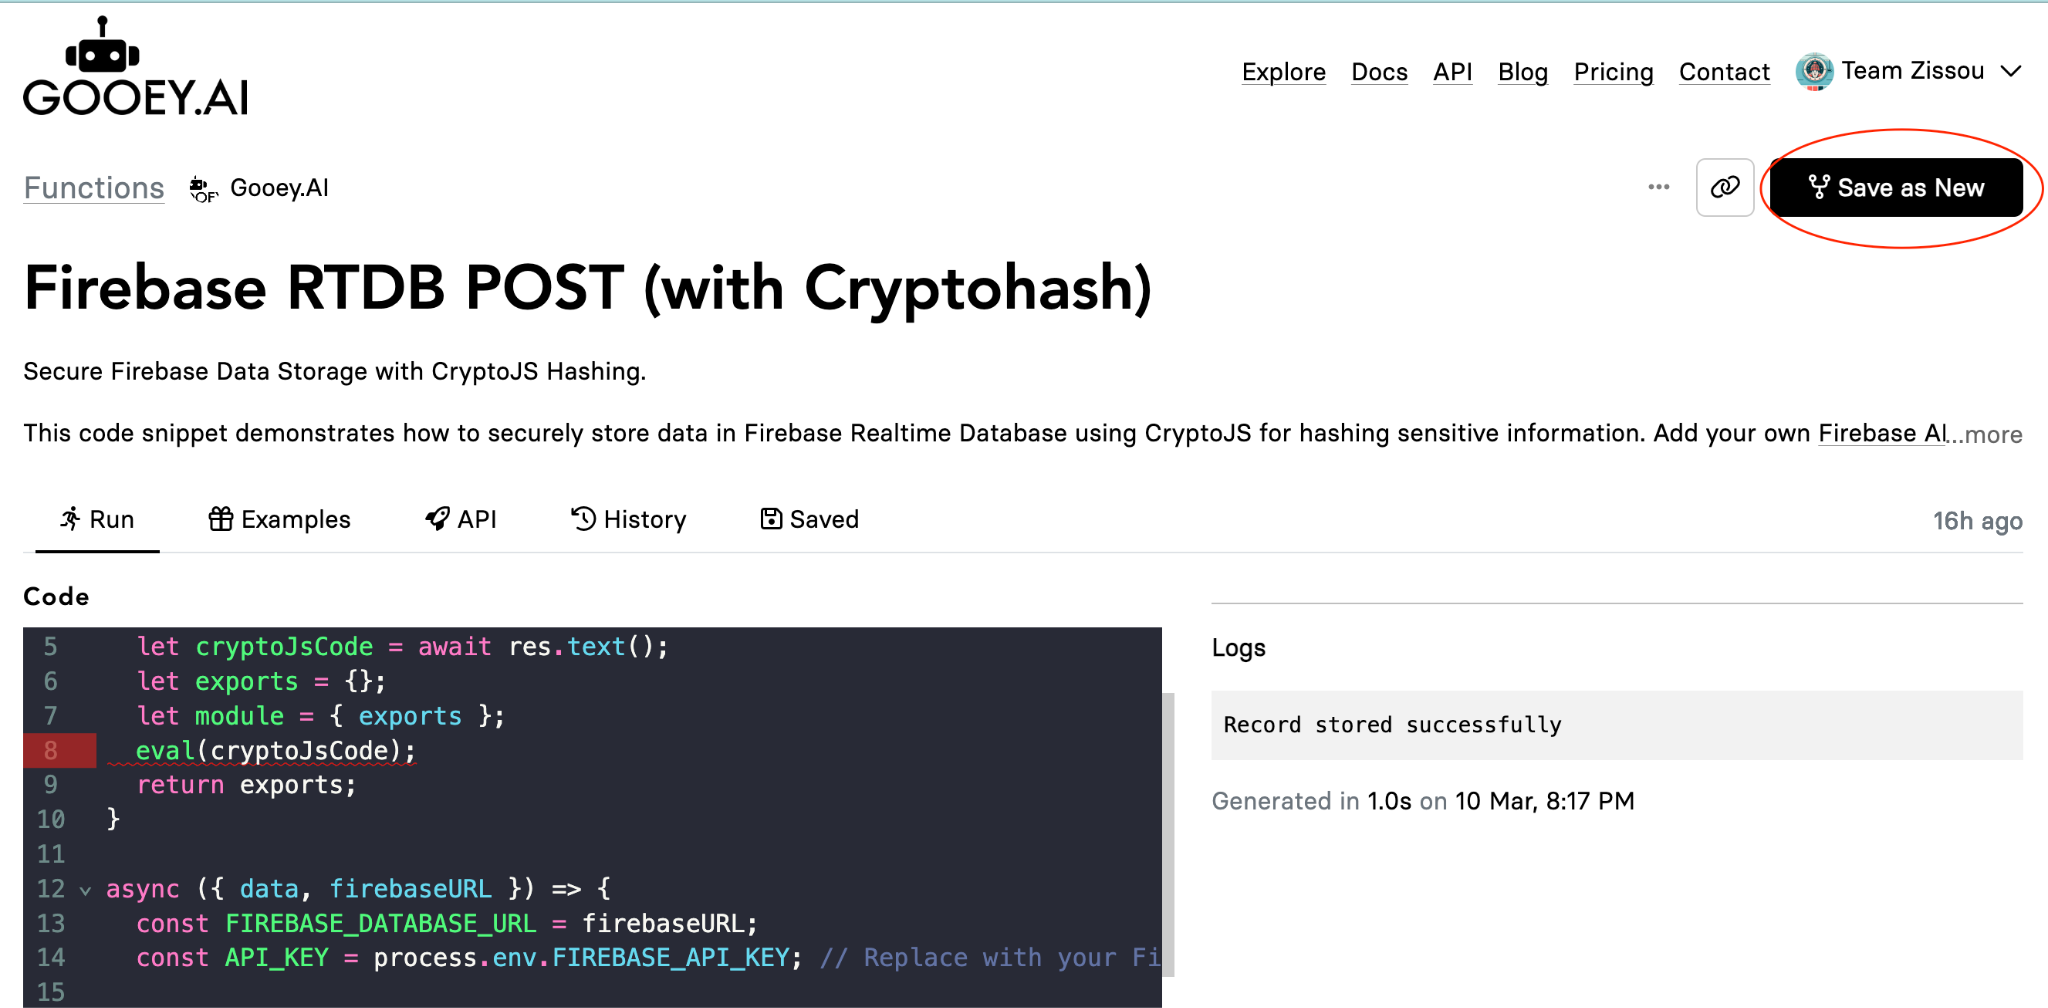 GOOEY.AI
Explore Docs API Blog Pricing Contact Team Zissou
Functions OF Gooey.AI
... Save as New
Firebase RTDB POST (with Cryptohash)
Secure Firebase Data Storage with CryptoJS Hashing.
This code snippet demonstrates how to securely store data in Firebase Realtime Database using CryptoJS for hashing sensitive information. Add your own Firebase AI...more
Run Examples API History Saved 16h ago
Code
5 let cryptoJsCode = await res.text();
6 let exports = {};
7 let module = { exports };
8 eval(cryptoJsCode);
9 return exports;
10 }
11
12 async ({ data, firebaseURL }) => {
13 const FIREBASE_DATABASE_URL = firebaseURL;
14 const API_KEY = process.env.FIREBASE_API_KEY; // Replace with your Fi
15
Logs
Record stored successfully
Generated in 1.0s on 10 Mar, 8:17 PM